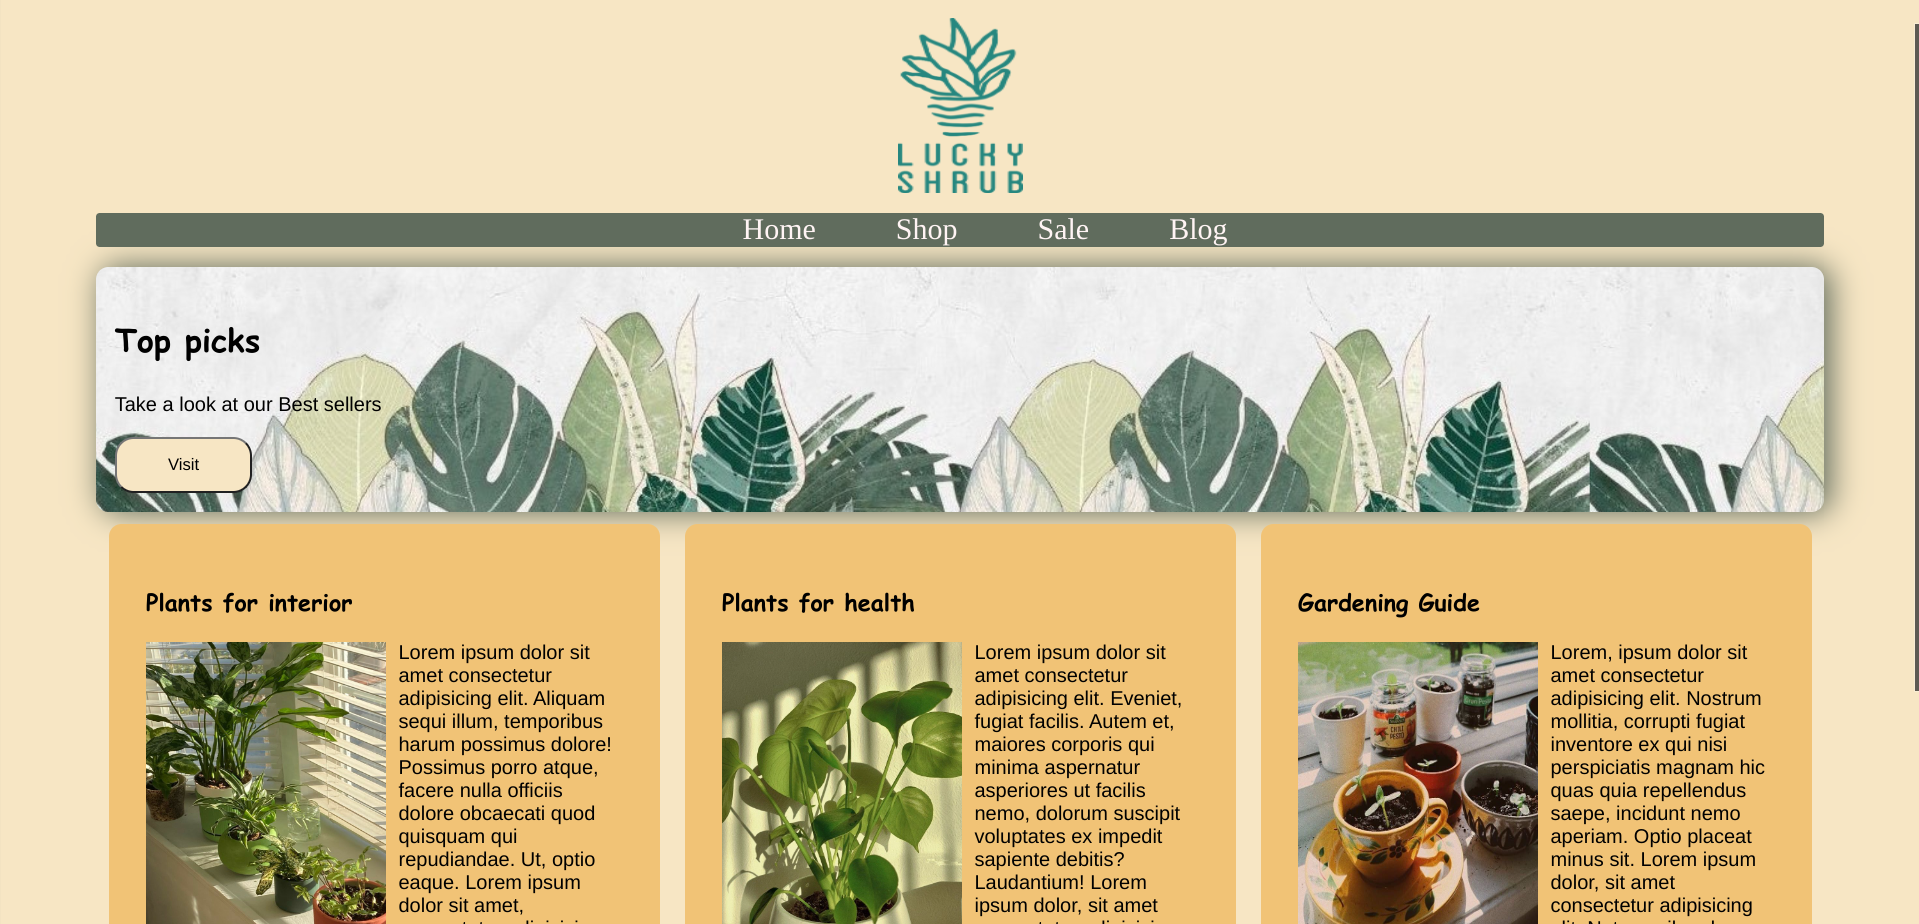 LUCKY
SHRUB
Home Shop Sale Blog
Top picks
Take a look at our Best sellers
Visit
Plants for interior
Lorem ipsum dolor sit
amet consectetur
adipisicing elit. Aliquam
sequi illum, temporibus
harum possimus dolore!
Possimus porro atque,
facere nulla officiis
dolore obcaecati quod
quisquam qui
repudiandae. Ut, optio
eaque. Lorem ipsum
dolor sit amet,
Plants for health
Lorem ipsum dolor sit
amet consectetur
adipisicing elit. Eveniet,
fugiat facilis. Autem et,
maiores corporis qui
minima aspernatur
asperiores ut facilis
nemo, dolorum suscipit
voluptates ex impedit
sapiente debitis?
Laudantium! Lorem
ipsum dolor, sit amet
Gardening Guide
CHILI
PESTO
Lorem, ipsum dolor sit
amet consectetur
adipisicing elit. Nostrum
mollitia, corrupti fugiat
inventore ex qui nisi
perspiciatis magnam hic
quas quia repellendus
saepe, incidunt nemo
aperiam. Optio placeat
minus sit. Lorem ipsum
dolor, sit amet
consectetur adipisicing